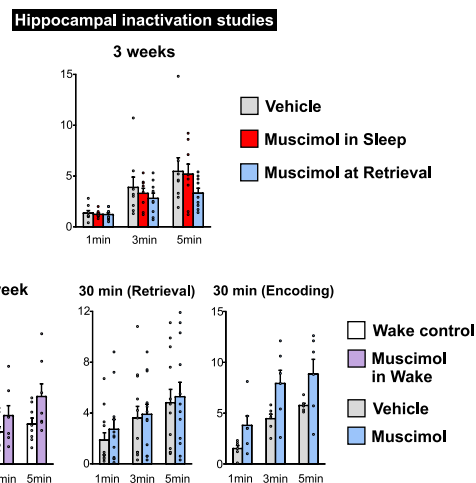 Hippocampal inactivation studies
3 weeks
15
10
5
0
1min 3min 5min
Vehicle
Muscimol in Sleep
Muscimol at Retrieval
30 min (Retrieval)
12
8
4
0
1min 3min 5min
30 min (Encoding)
15
10
5
0
1min 3min 5min
5min
Wake control
Muscimol
in Wake
Vehicle
Muscimol